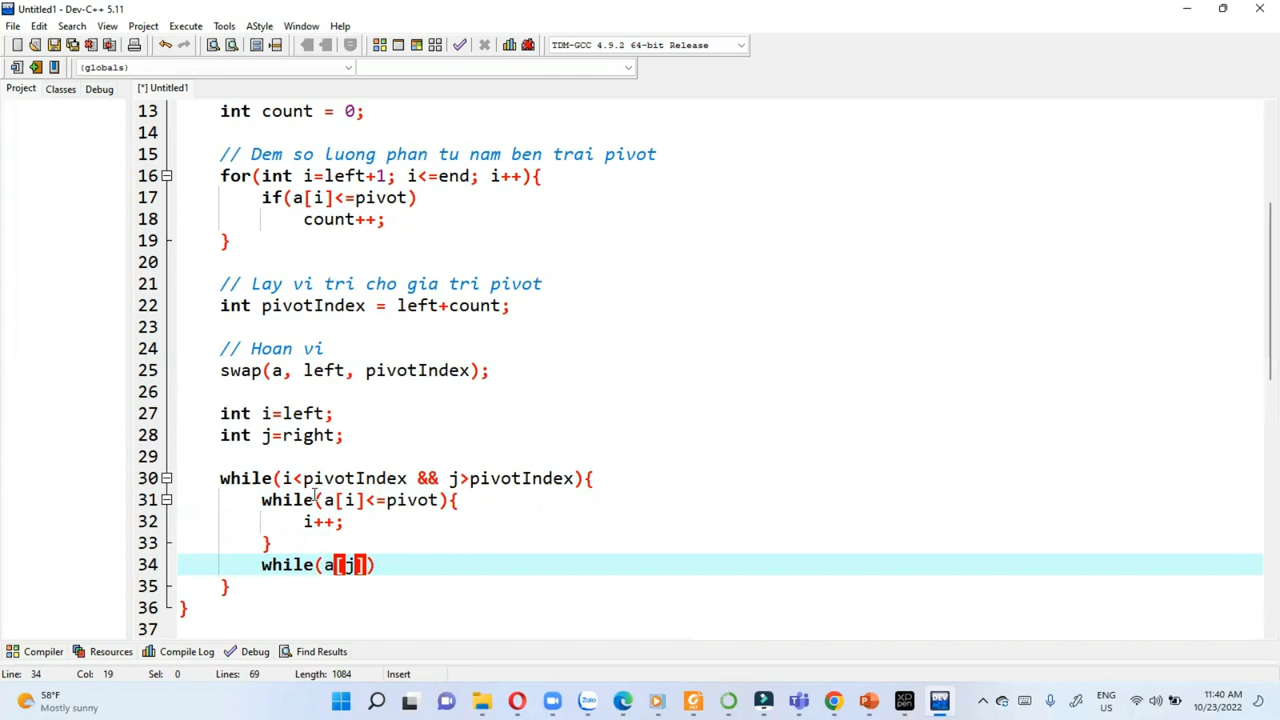 Untitled1 - Dev-C++ 5.11
File Edit Search View Project Execute Tools AStyle Window Help
TDM-GCC 4.9.2 64-bit Release
(globals)
Project Classes Debug [*] Untitled1
13 int count = 0;
14
15 // Dem so luong phan tu nam ben trai pivot
16 for(int i=left+1; i<=end; i++){
17 if(a[i]<=pivot)
18 count++;
19 }
20
21 // Lay vi tri cho gia tri pivot
22 int pivotIndex = left+count;
23
24 // Hoan vi
25 swap(a, left, pivotIndex);
26
27 int i=left;
28 int j=right;
29
30 while(i<pivotIndex && j>pivotIndex){
31 while(a[i]<=pivot){
32 i++;
33 }
34 while(a[j])
35 }
36 }
37
Compiler Resources Compile Log Debug Find Results
Line: 34 Col: 19 Sel: 0 Lines: 69 Length: 1084 Insert
58°F
Mostly sunny
Zalo
XP PEN
DEV
ENG
US
11:40 AM
10/23/2022